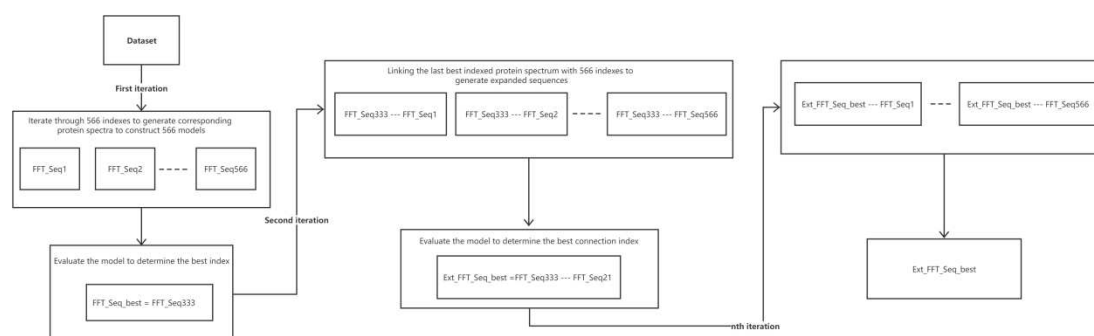 Dataset
First iteration
Iterate through 566 indexes to generate corresponding
protein spectra to construct 566 models
FFT_Seq1
FFT_Seq2
FFT_Seq566
Evaluate the model to determine the best index
FFT_Seq_best = FFT_Seq333
Second iteration
Linking the last best indexed protein spectrum with 566 indexes to
generate expanded sequences
FFT_Seq333 --- FFT_Seq1
FFT_Seq333 --- FFT_Seq2
FFT_Seq333 --- FFT_Seq566
Evaluate the model to determine the best connection index
Ext_FFT_Seq_best =FFT_Seq333 --- FFT_Seq21
nth iteration
Ext_FFT_Seq_best --- FFT_Seq1
Ext_FFT_Seq_best --- FFT_Seq566
Ext_FFT_Seq_best